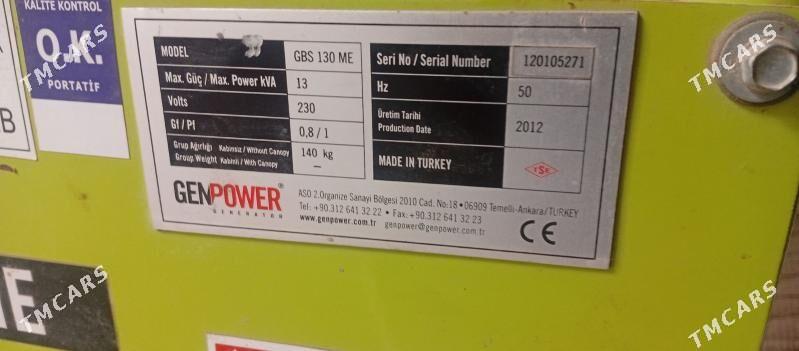 KALİTE KONTROL
O.K.
PORTATİF
B
MODEL GBS 130 ME
Max. Güç / Max. Power kVA 13
Volts 230
Gf / Pf 0,8 / 1
Grup Ağırlığı Kabinsiz / Without Canopy 140 kg
Group Weight Kabinli / With Canopy –
Seri No / Serial Number 120105271
Hz 50
Üretim Tarihi
Production Date 2012
MADE IN TURKEY TSE
GENPOWER®
GENERATOR
ASO 2.Organize Sanayi Bölgesi 2010 Cad. No:18 • 06909 Temelli-Ankara/TURKEY
Tel: +90.312 641 32 22 • Fax: +90.312 641 32 23
www.genpower.com.tr genpower@genpower.com.tr
CE
TMCARS
TMCARS
TMCARS
TMCARS